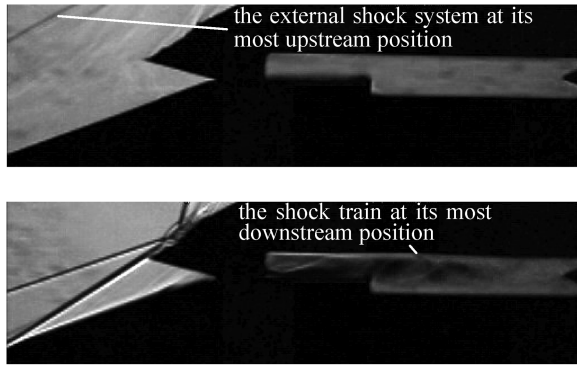 the external shock system at its
most upstream position
the shock train at its most
downstream position